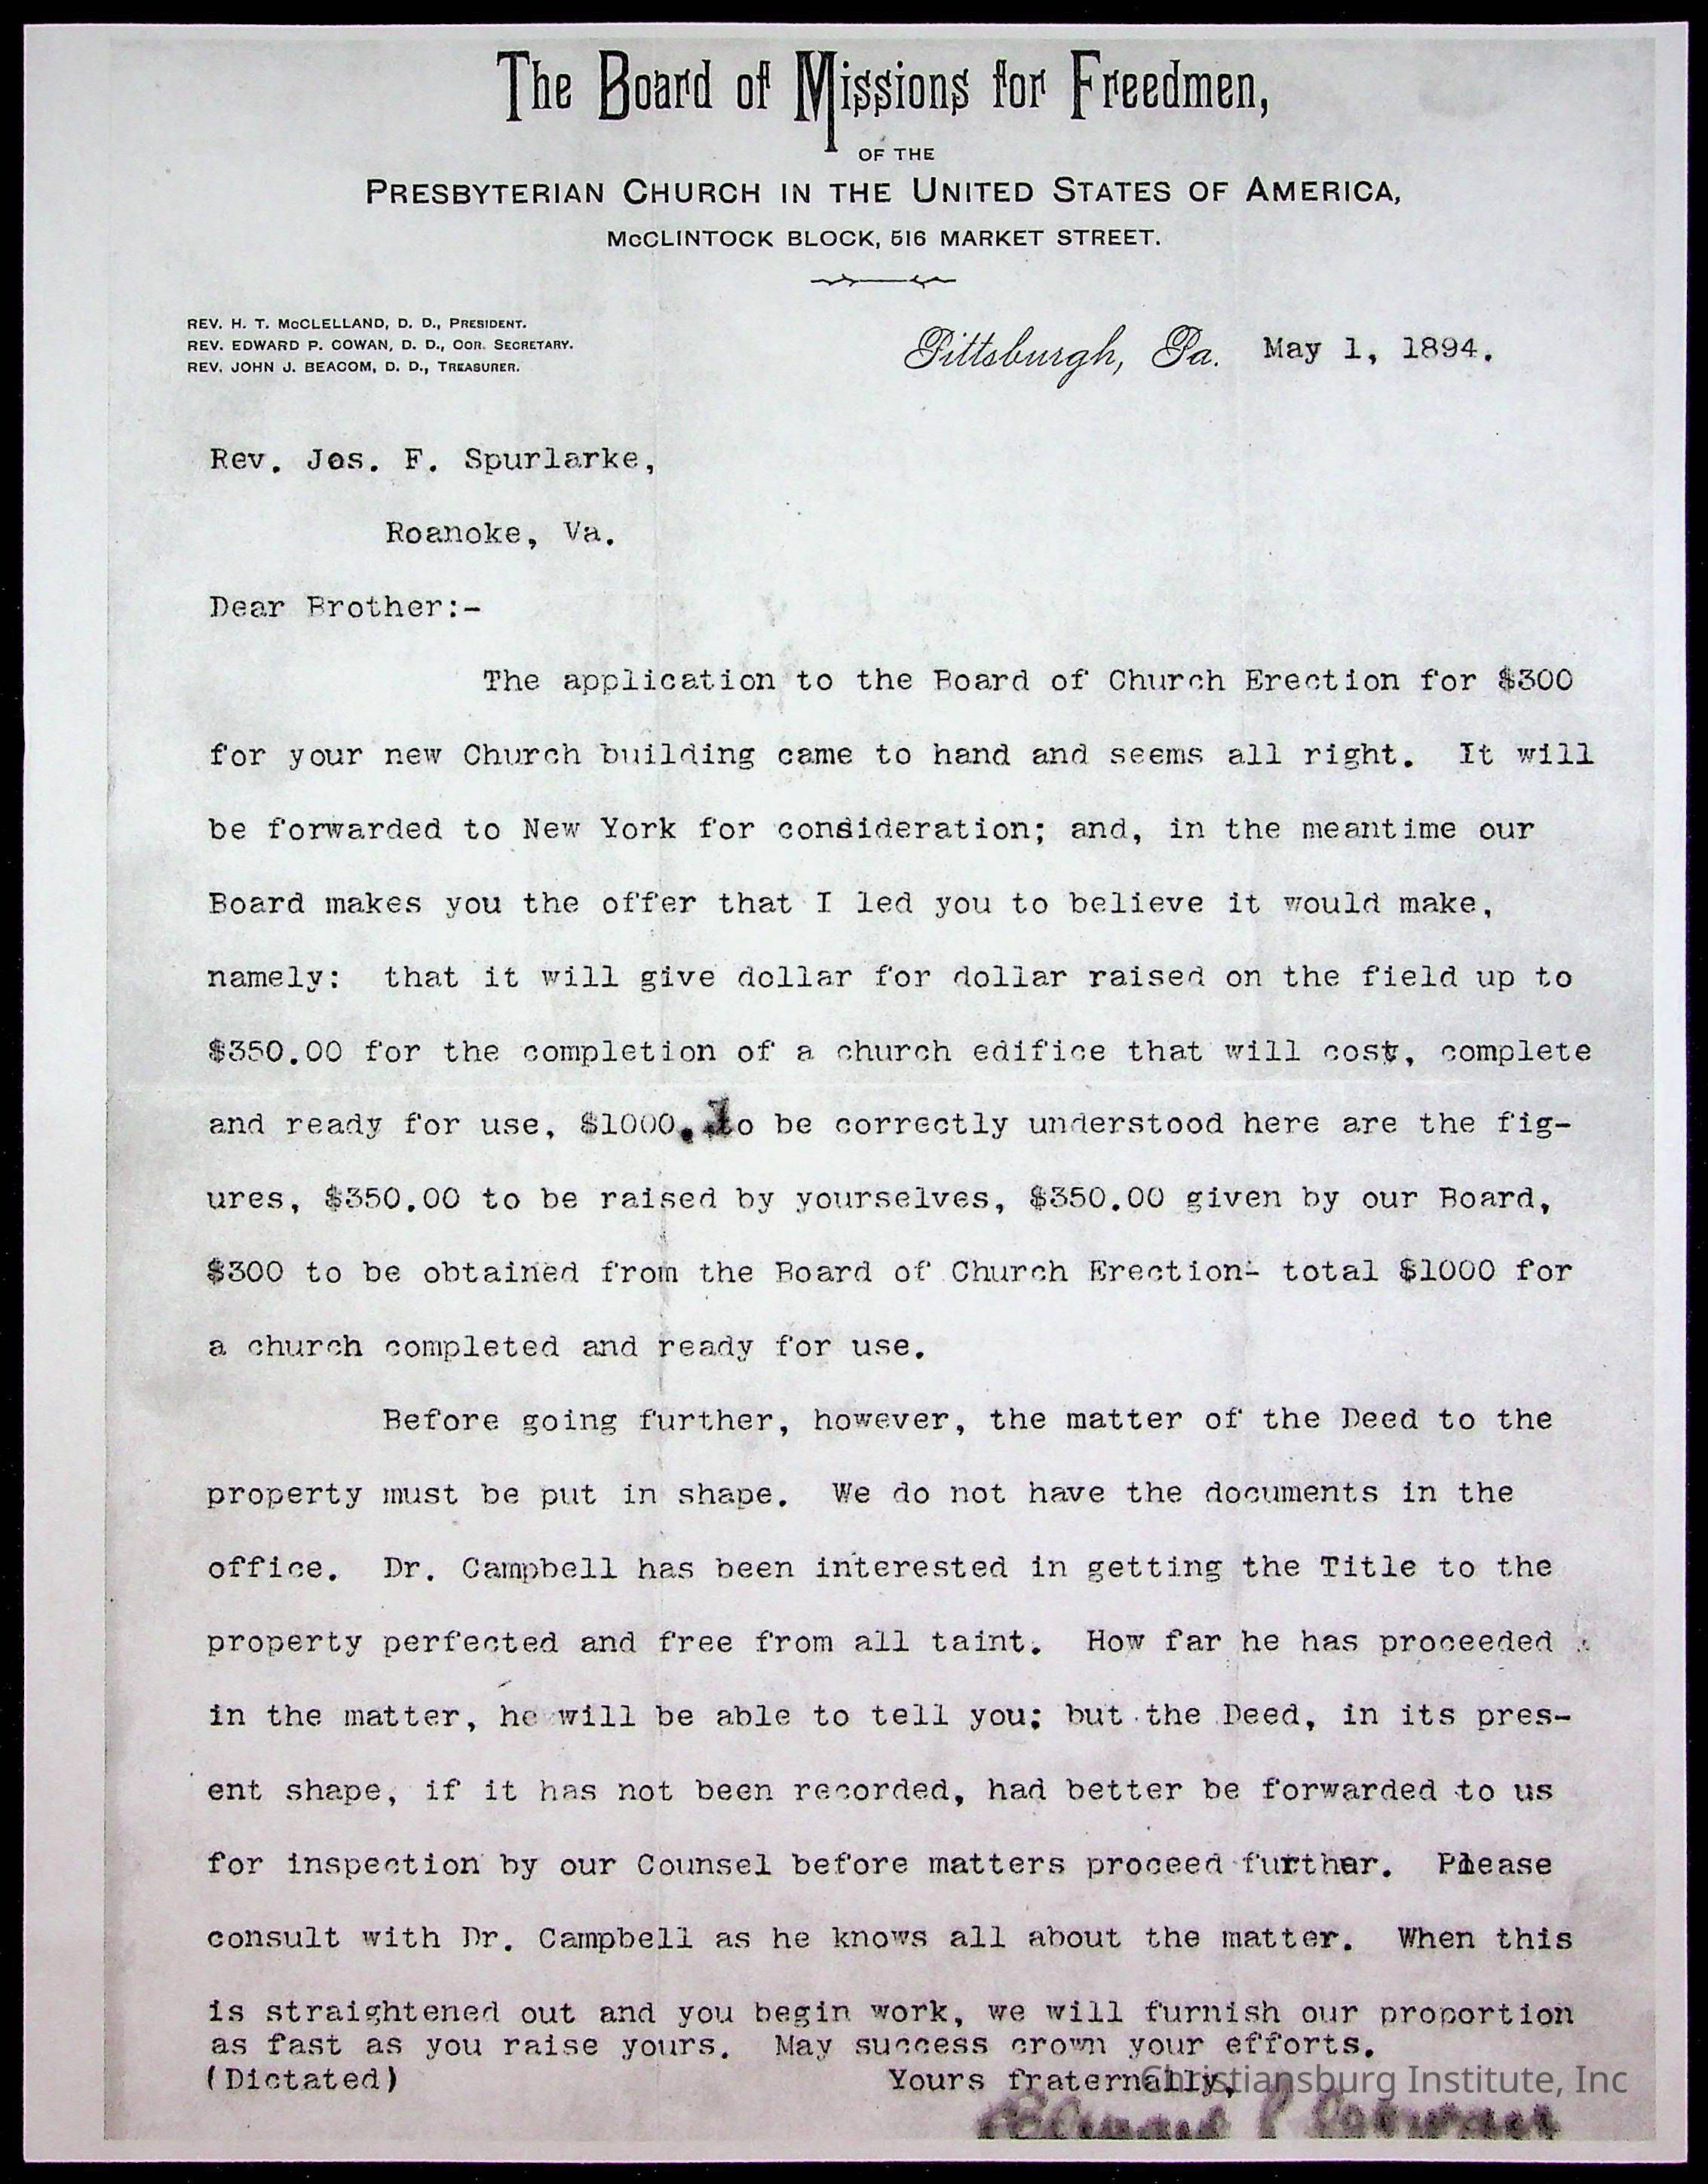 The Board of Missions for Freedmen,
OF THE
PRESBYTERIAN CHURCH IN THE UNITED STATES OF AMERICA,
McCLINTOCK BLOCK, 516 MARKET STREET.
REV. H. T. McCLELLAND, D. D., PRESIDENT.
REV. EDWARD P. COWAN, D. D., COR. SECRETARY.
REV. JOHN J. BEACOM, D. D., TREASURER.
Pittsburgh, Pa. May 1, 1894.
Rev. Jos. F. Spurlarke,
Roanoke, Va.
Dear Brother:-
The application to the Board of Church Erection for $300
for your new Church building came to hand and seems all right. It will
be forwarded to New York for consideration; and, in the meantime our
Board makes you the offer that I led you to believe it would make,
namely: that it will give dollar for dollar raised on the field up to
$350.00 for the completion of a church edifice that will cost, complete
and ready for use, $1000. To be correctly understood here are the fig-
ures, $350.00 to be raised by yourselves, $350.00 given by our Board,
$300 to be obtained from the Board of Church Erection- total $1000 for
a church completed and ready for use.
Before going further, however, the matter of the Deed to the
property must be put in shape. We do not have the documents in the
office. Dr. Campbell has been interested in getting the Title to the
property perfected and free from all taint. How far he has proceeded
in the matter, he will be able to tell you; but the Deed, in its pres-
ent shape, if it has not been recorded, had better be forwarded to us
for inspection by our Counsel before matters proceed further. Please
consult with Dr. Campbell as he knows all about the matter. When this
is straightened out and you begin work, we will furnish our proportion
as fast as you raise yours. May success crown your efforts.
(Dictated) Yours fraternally,
Christiansburg Institute, Inc
Edward P. Cowan